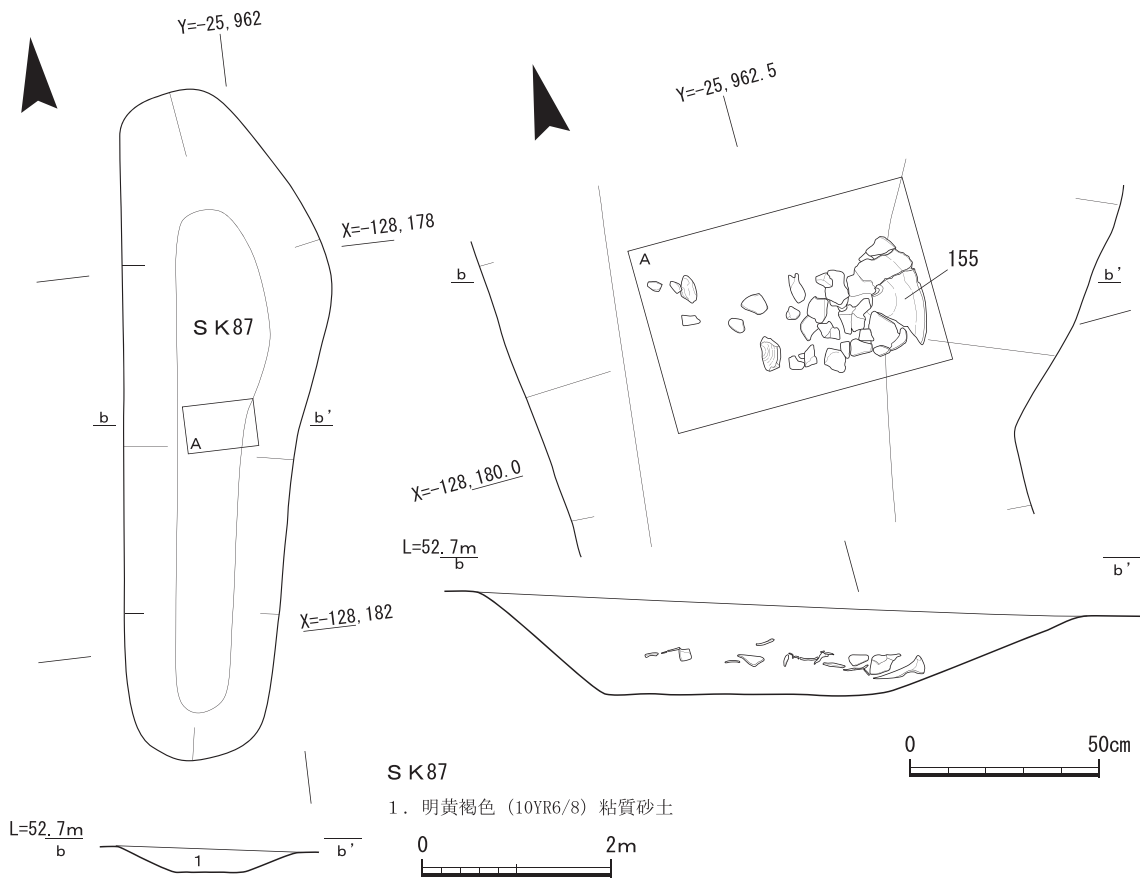 Y=-25,962
X=-128,178
SK87
b
b'
A
X=-128,182
L=52.7m
b
b'
1
Y=-25,962.5
A
155
b
b'
X=-128,180.0
L=52.7m
b
b'
0 50cm
SK87
1．明黄褐色（10YR6/8）粘質砂土
0 2m